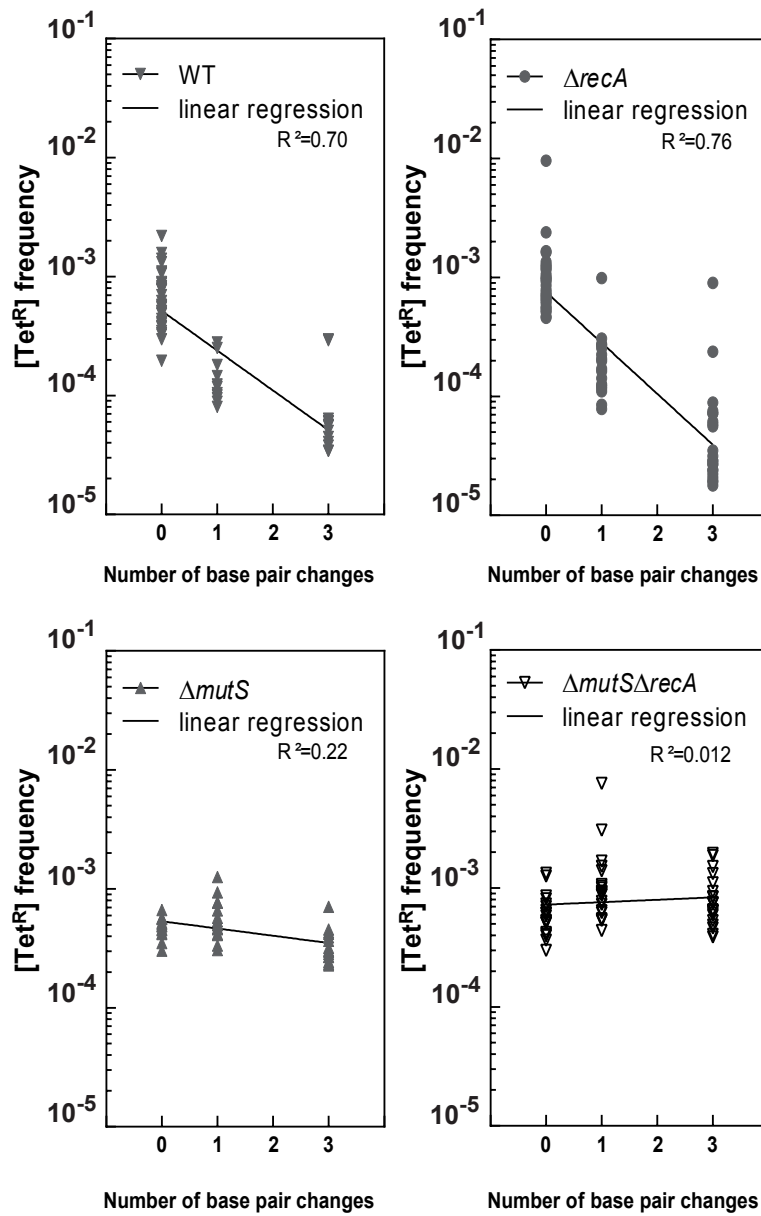 10⁻¹
WT
linear regression
R²=0.70
10⁻²
10⁻³
10⁻⁴
10⁻⁵
[Tetᴿ] frequency
0 1 2 3
Number of base pair changes
10⁻¹
ΔrecA
linear regression
R²=0.76
10⁻²
10⁻³
10⁻⁴
10⁻⁵
[Tetᴿ] frequency
0 1 2 3
Number of base pair changes
10⁻¹
ΔmutS
linear regression
R²=0.22
10⁻²
10⁻³
10⁻⁴
10⁻⁵
[Tetᴿ] frequency
0 1 2 3
Number of base pair changes
10⁻¹
ΔmutSΔrecA
linear regression
R²=0.012
10⁻²
10⁻³
10⁻⁴
10⁻⁵
[Tetᴿ] frequency
0 1 2 3
Number of base pair changes